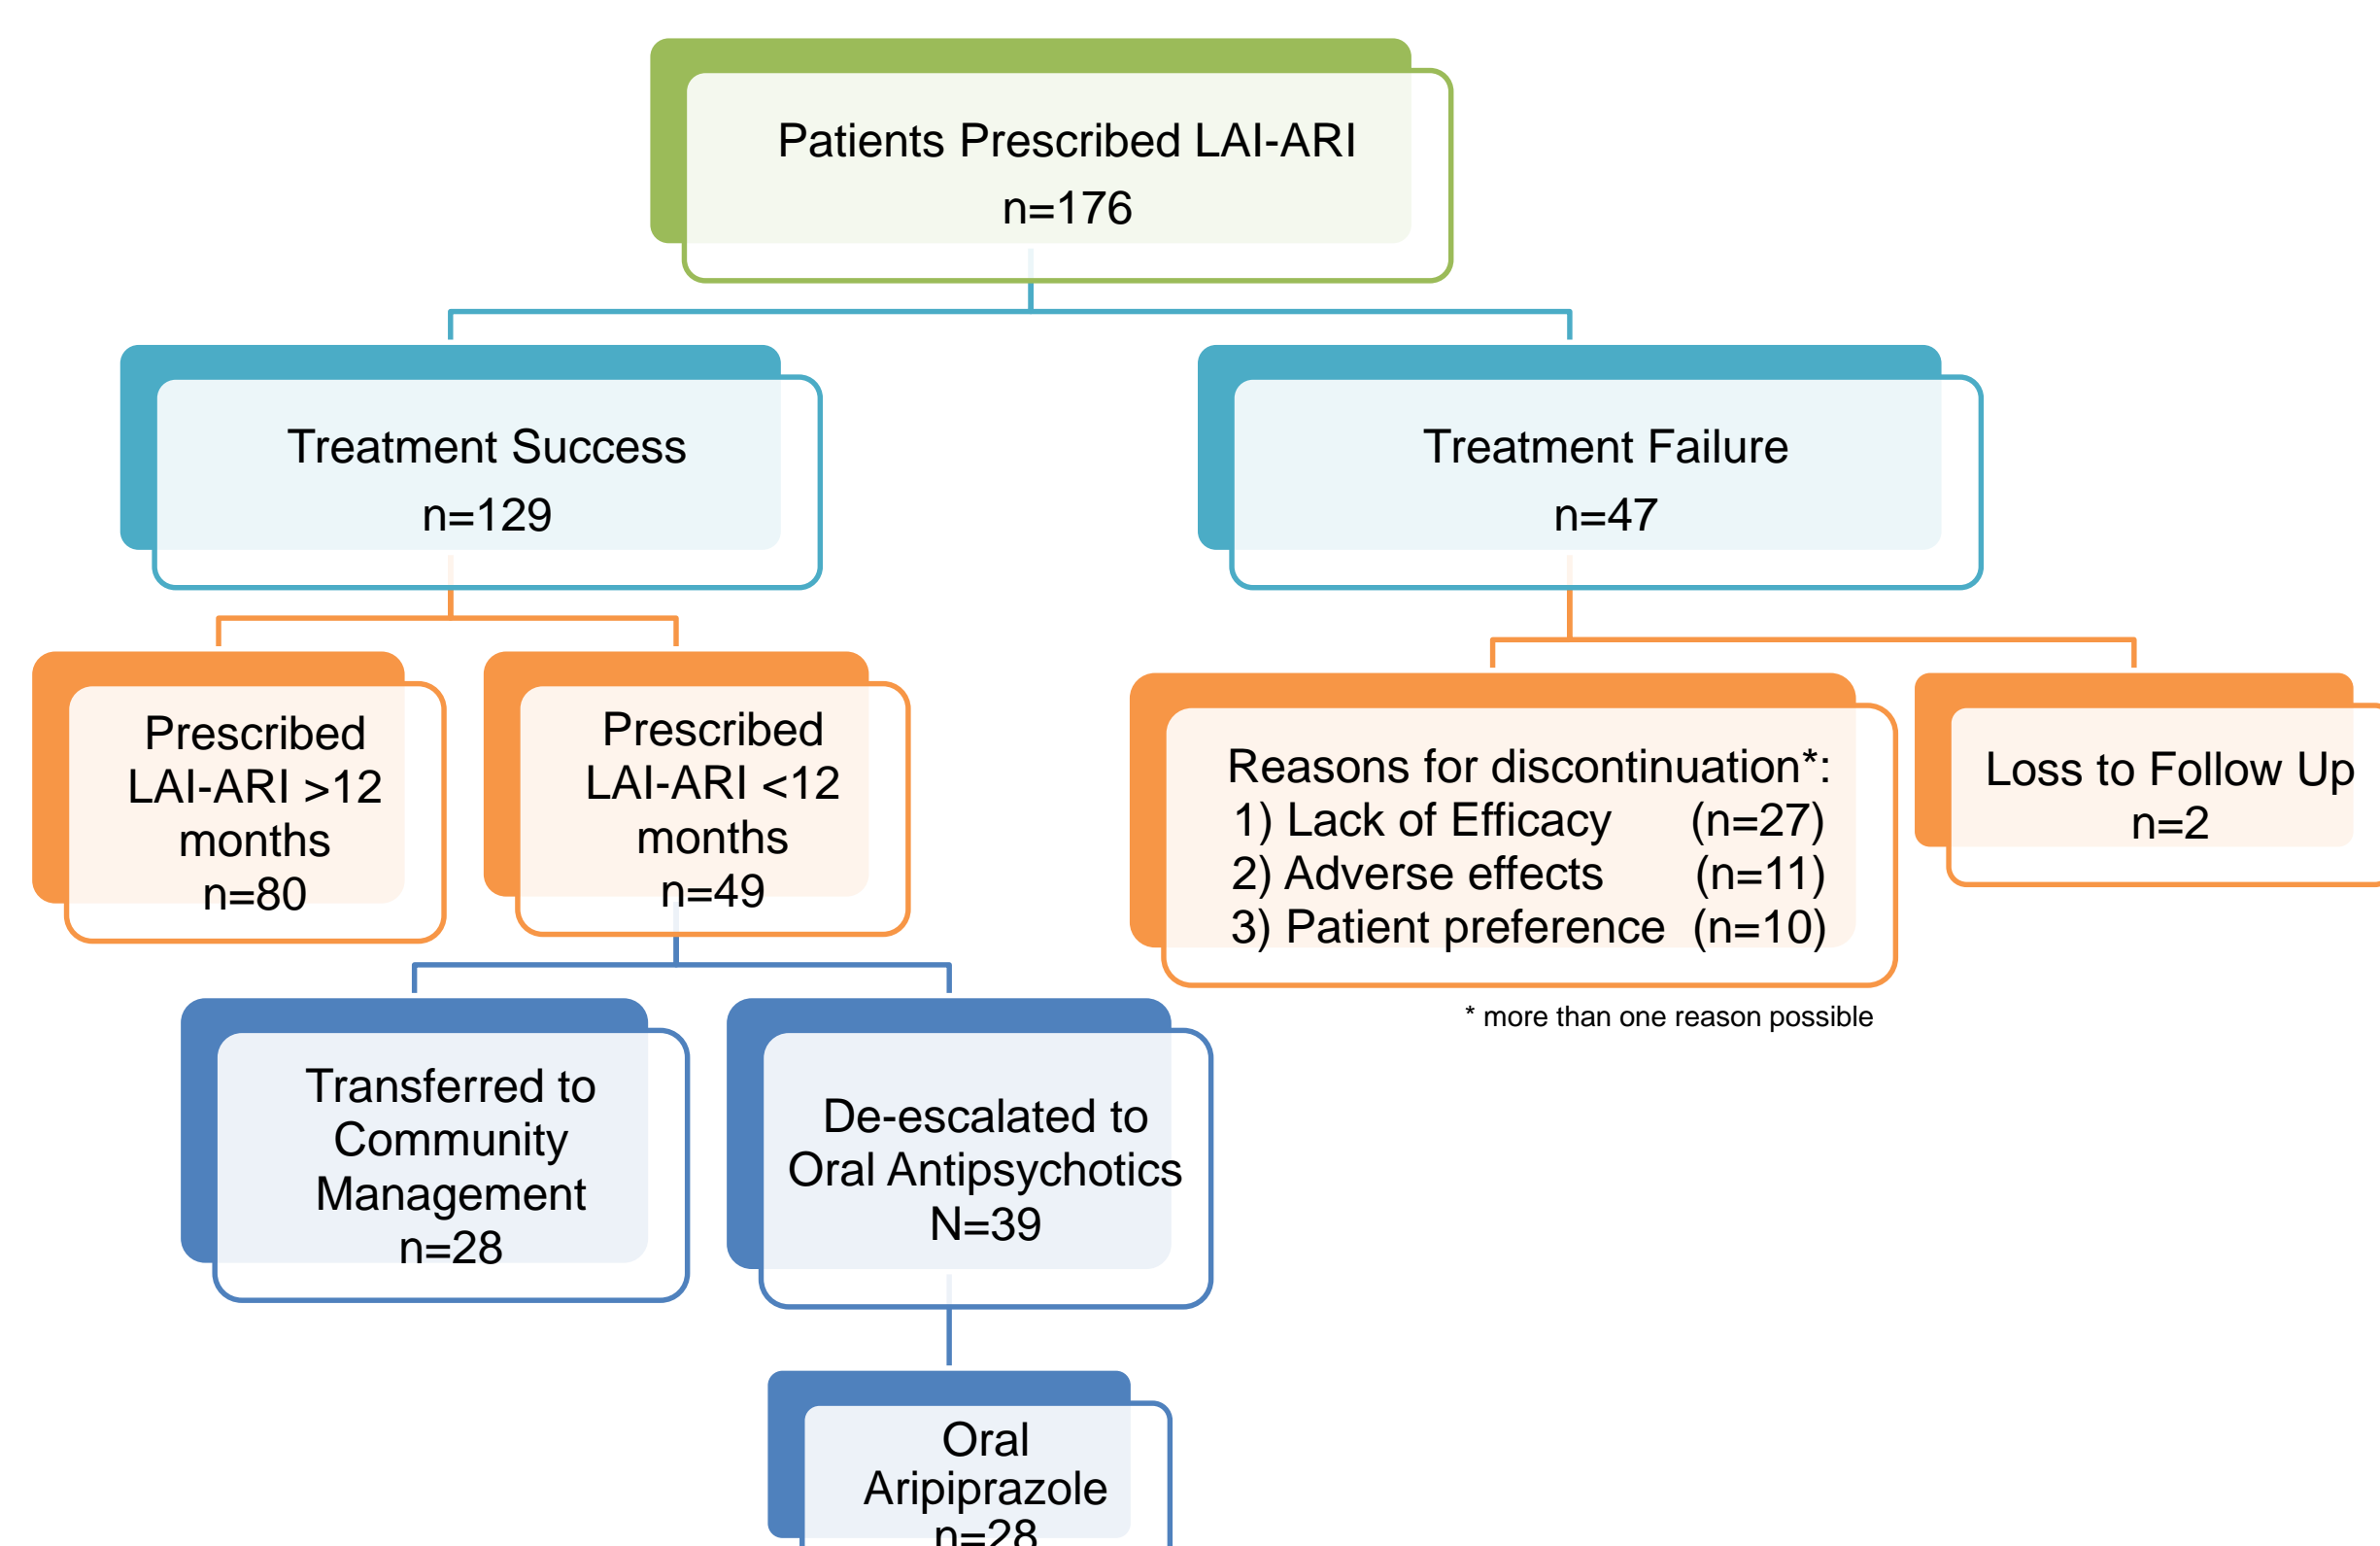 Patients Prescribed LAI-ARI
n=176
Treatment Success
n=129
Treatment Failure
n=47
Prescribed
LAI-ARI >12
months
n=80
Prescribed
LAI-ARI <12
months
n=49
Reasons for discontinuation*:
1) Lack of Efficacy (n=27)
2) Adverse effects (n=11)
3) Patient preference (n=10)
Loss to Follow Up
n=2
* more than one reason possible
Transferred to
Community
Management
n=28
De-escalated to
Oral Antipsychotics
N=39
Oral
Aripiprazole
n=28